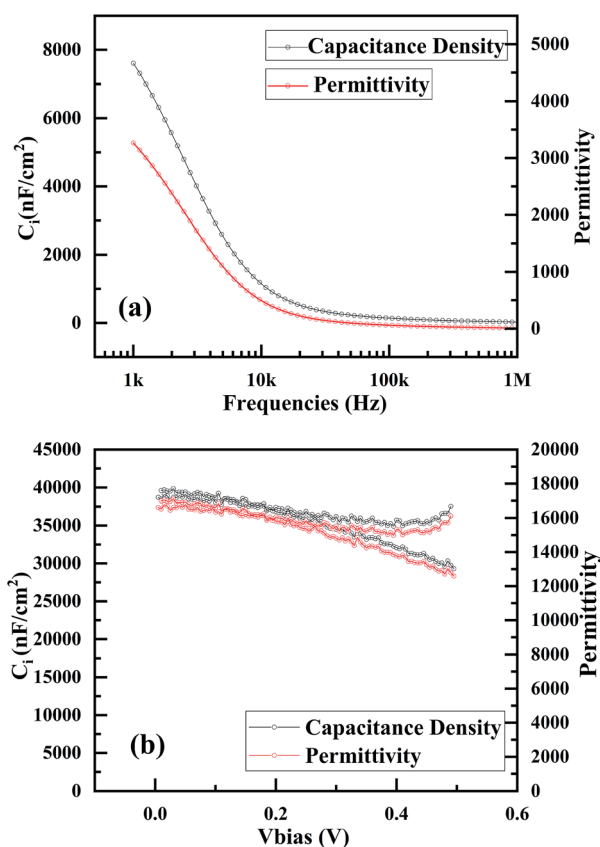 8000
6000
4000
2000
0
Cᵢ(nF/cm²)
Capacitance Density
Permittivity
(a)
5000
4000
3000
2000
1000
0
Permittivity
1k
10k
100k
1M
Frequencies (Hz)
45000
40000
35000
30000
25000
20000
15000
10000
5000
0
Cᵢ (nF/cm²)
(b)
Capacitance Density
Permittivity
20000
18000
16000
14000
12000
10000
8000
6000
4000
2000
0
Permittivity
0.0
0.2
0.4
0.6
Vbias (V)